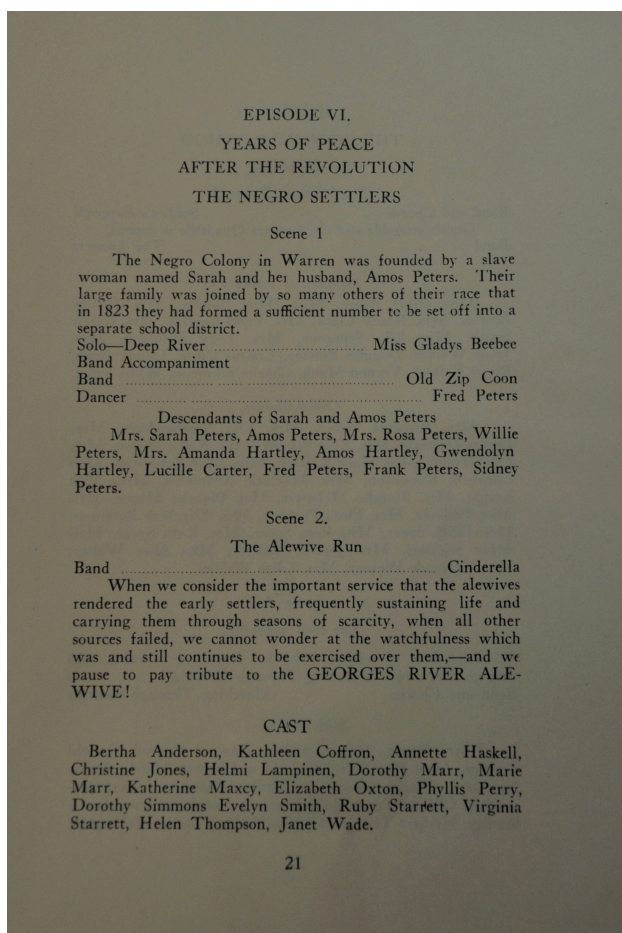 EPISODE VI.
YEARS OF PEACE
AFTER THE REVOLUTION
THE NEGRO SETTLERS
Scene 1
The Negro Colony in Warren was founded by a slave
woman named Sarah and her husband, Amos Peters. Their
large family was joined by so many others of their race that
in 1823 they had formed a sufficient number to be set off into a
separate school district.
Solo—Deep River ................................... Miss Gladys Beebee
Band Accompaniment
Band ............................................................... Old Zip Coon
Dancer .................................................................. Fred Peters
Descendants of Sarah and Amos Peters
Mrs. Sarah Peters, Amos Peters, Mrs. Rosa Peters, Willie
Peters, Mrs. Amanda Hartley, Amos Hartley, Gwendolyn
Hartley, Lucille Carter, Fred Peters, Frank Peters, Sidney
Peters.
Scene 2.
The Alewive Run
Band ......................................................................... Cinderella
When we consider the important service that the alewives
rendered the early settlers, frequently sustaining life and
carrying them through seasons of scarcity, when all other
sources failed, we cannot wonder at the watchfulness which
was and still continues to be exercised over them,—and we
pause to pay tribute to the GEORGES RIVER ALE-
WIVE!
CAST
Bertha Anderson, Kathleen Coffron, Annette Haskell,
Christine Jones, Helmi Lampinen, Dorothy Marr, Marie
Marr, Katherine Maxcy, Elizabeth Oxton, Phyllis Perry,
Dorothy Simmons Evelyn Smith, Ruby Starrett, Virginia
Starrett, Helen Thompson, Janet Wade.
21